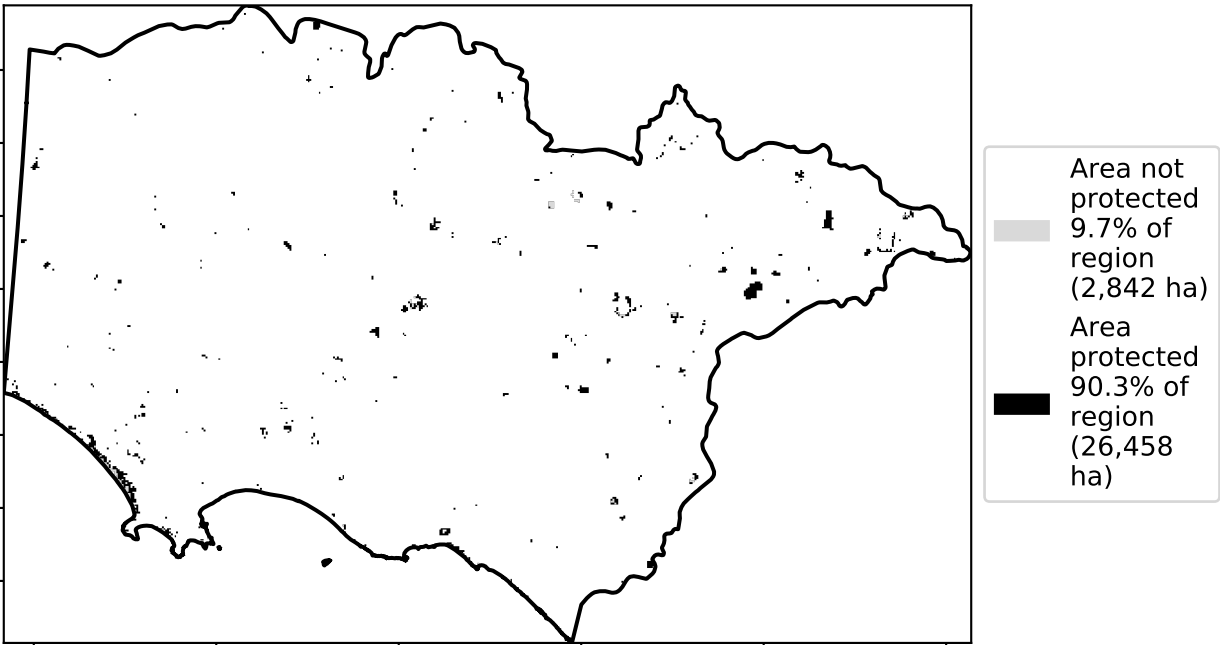 Area not
protected
9.7% of
region
(2,842 ha)
Area
protected
90.3% of
region
(26,458
ha)